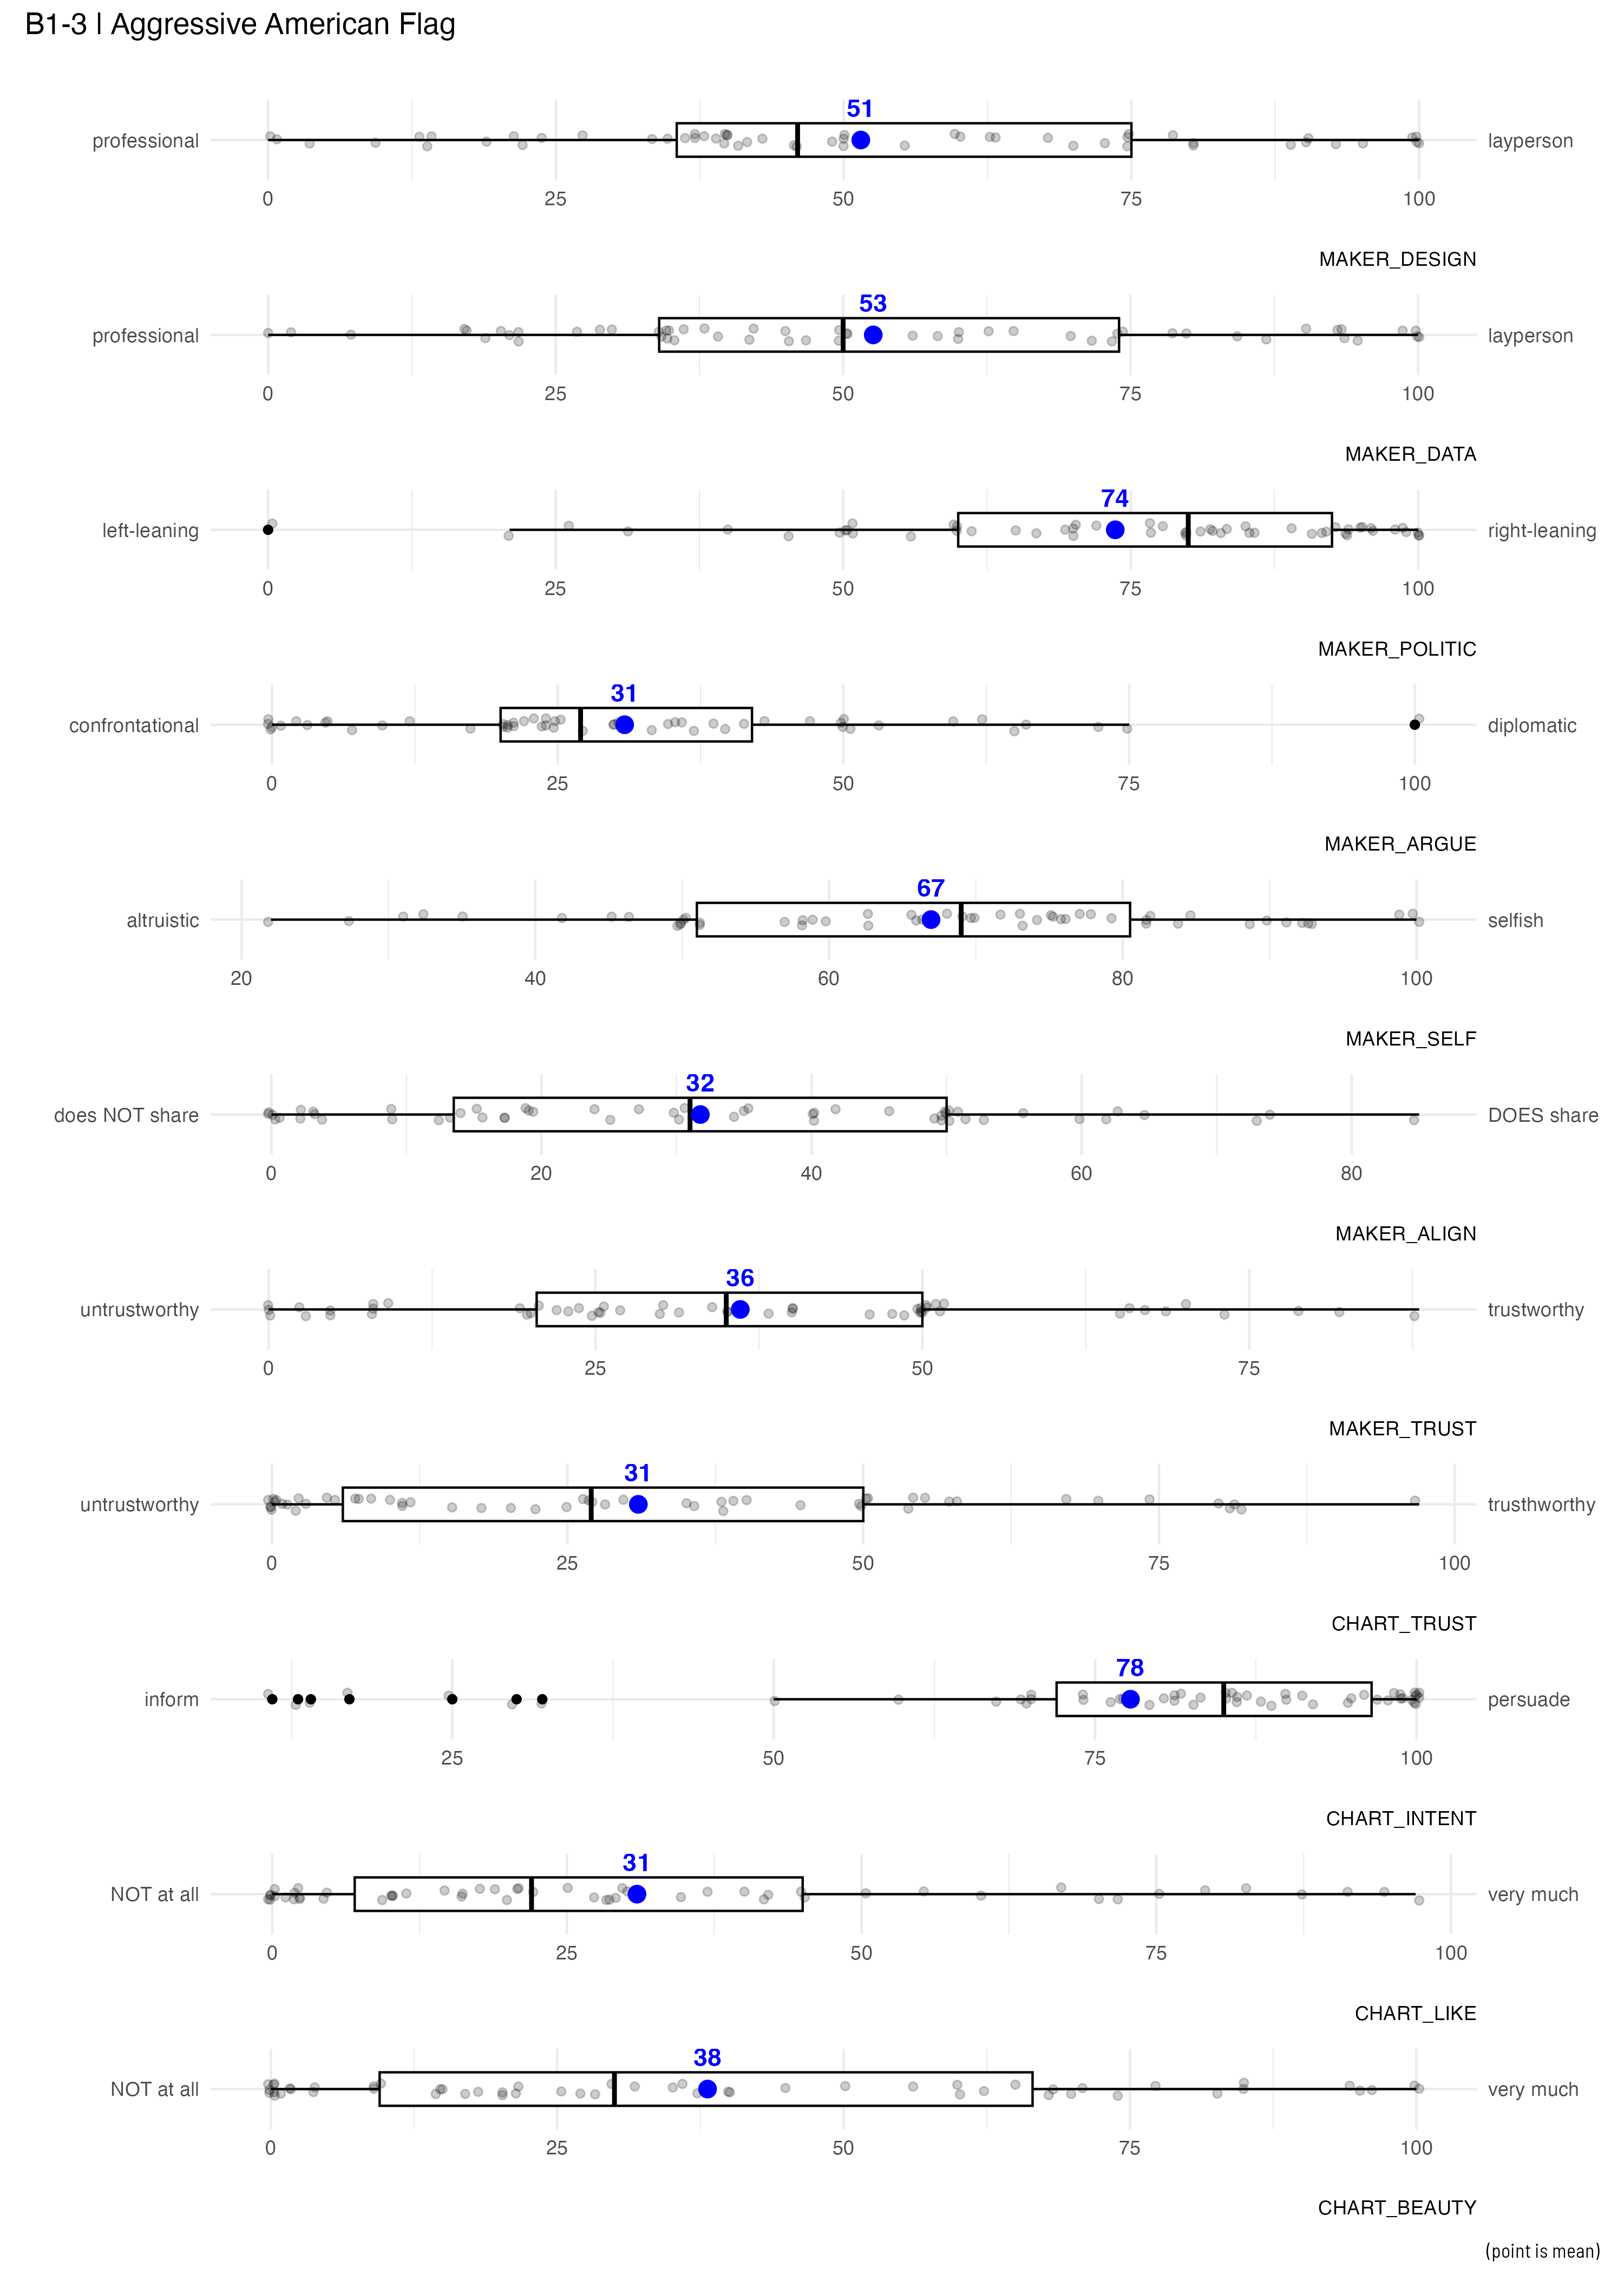 B1-3 | Aggressive American Flag
51
professional layperson
0 25 50 75 100
MAKER_DESIGN
53
professional layperson
0 25 50 75 100
MAKER_DATA
74
left-leaning right-leaning
0 25 50 75 100
MAKER_POLITIC
31
confrontational diplomatic
0 25 50 75 100
MAKER_ARGUE
67
altruistic selfish
20 40 60 80 100
MAKER_SELF
32
does NOT share DOES share
0 20 40 60 80
MAKER_ALIGN
36
untrustworthy trustworthy
0 25 50 75
MAKER_TRUST
31
untrustworthy trusthworthy
0 25 50 75 100
CHART_TRUST
78
inform persuade
25 50 75 100
CHART_INTENT
31
NOT at all very much
0 25 50 75 100
CHART_LIKE
38
NOT at all very much
0 25 50 75 100
CHART_BEAUTY
(point is mean)